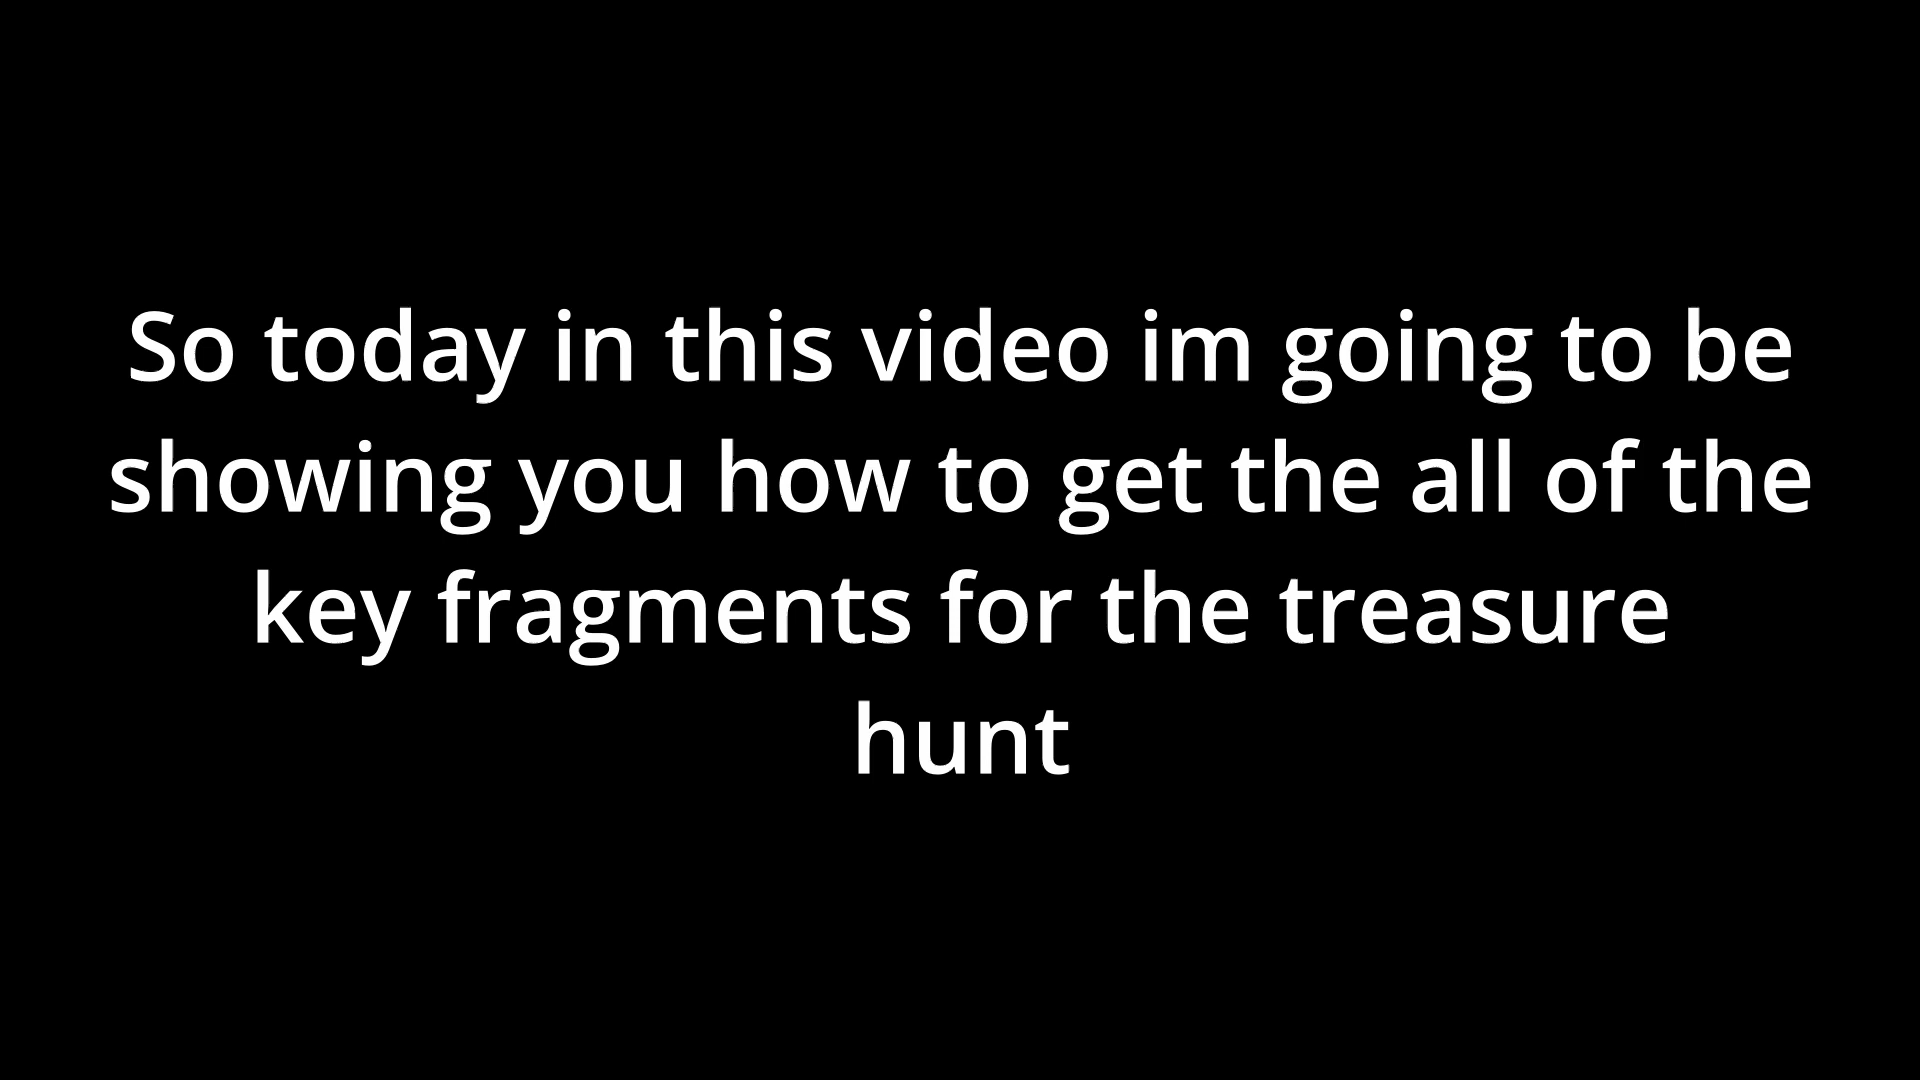 So today in this video im going to be
showing you how to get the all of the
key fragments for the treasure
hunt